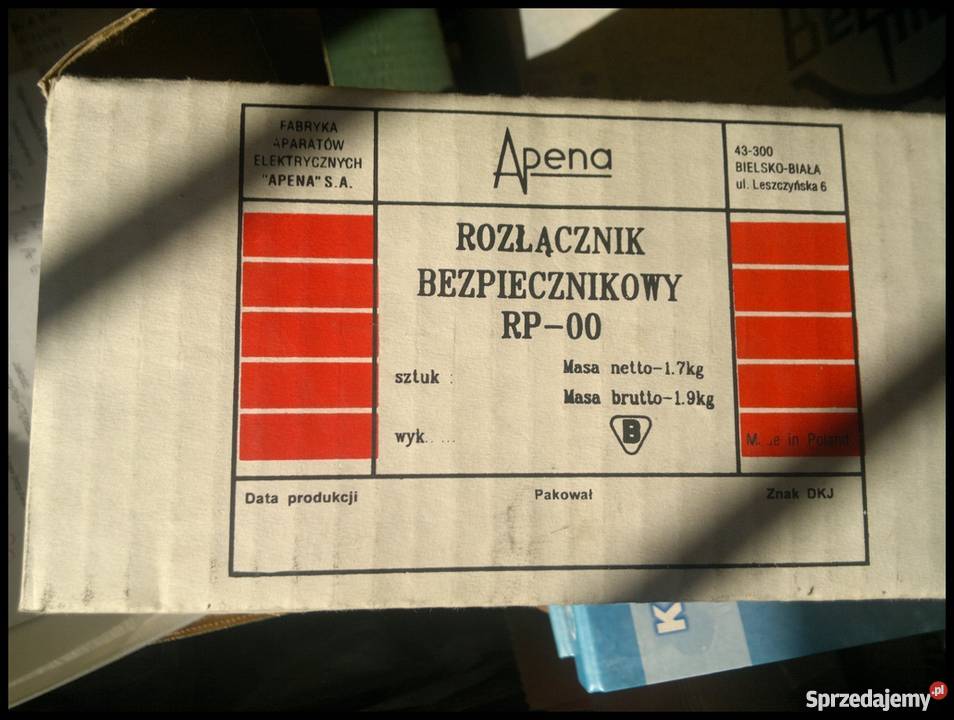 FABRYKA
APARATÓW
ELEKTRYCZNYCH
"APENA" S.A.
Apena
43-300
BIELSKO-BIAŁA
ul. Leszczyńska 6
ROZŁĄCZNIK
BEZPIECZNIKOWY
RP-00
sztuk :
Masa netto-1.7kg
Masa brutto-1.9kg
wyk. ...
B
Made in Poland
Data produkcji
Pakował
Znak DKJ
K
Sprzedajemy.pl